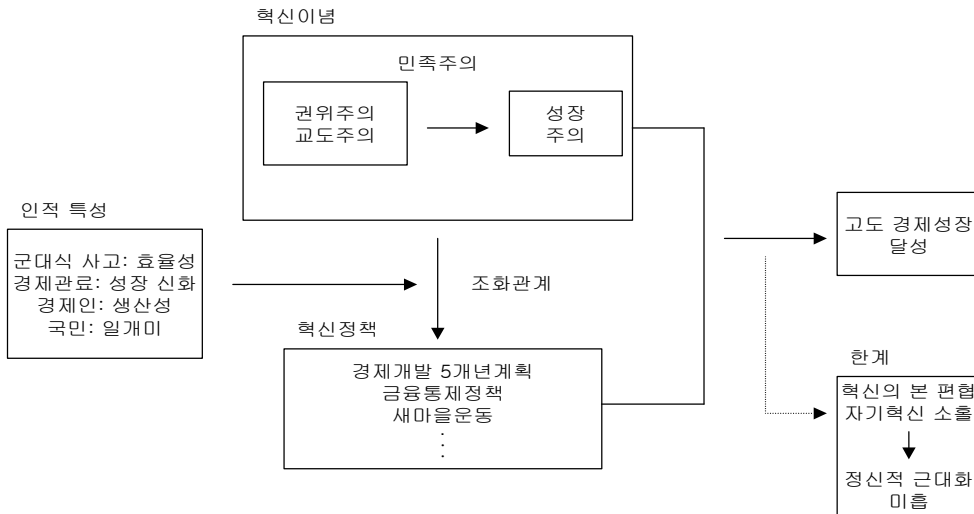 혁신이념
민족주의
권위주의
교도주의
성장
주의
인적 특성
군대식 사고: 효율성
경제관료: 성장 신화
경제인: 생산성
국민: 일개미
조화관계
혁신정책
경제개발 5개년계획
금융통제정책
새마을운동
고도 경제성장
달성
한계
혁신의 본 편협
자기혁신 소홀
정신적 근대화
미흡